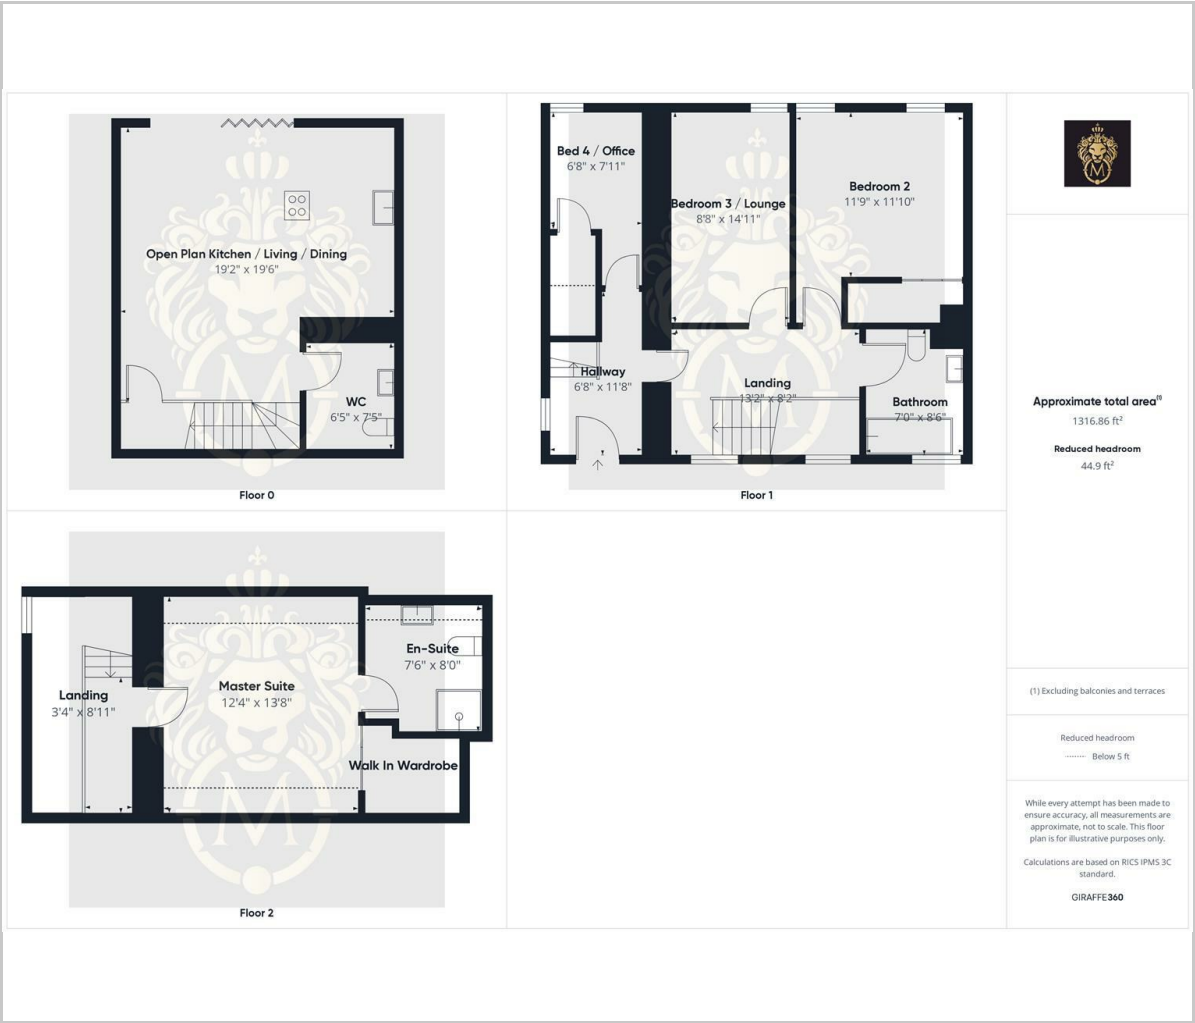 Open Plan Kitchen / Living / Dining
19'2" x 19'6"
WC
6'5" x 7'5"
Floor 0
Bed 4 / Office
6'8" x 7'11"
Bedroom 3 / Lounge
8'8" x 14'11"
Bedroom 2
11'9" x 11'10"
Hallway
6'8" x 11'8"
Landing
13'2" x 8'2"
Bathroom
7'0" x 8'6"
Floor 1
Landing
3'4" x 8'11"
Master Suite
12'4" x 13'8"
En-Suite
7'6" x 8'0"
Walk In Wardrobe
Floor 2
M
Approximate total area⁽¹⁾
1316.86 ft²
Reduced headroom
44.9 ft²
(1) Excluding balconies and terraces
Reduced headroom
Below 5 ft
While every attempt has been made to
ensure accuracy, all measurements are
approximate, not to scale. This floor
plan is for illustrative purposes only.
Calculations are based on RICS IPMS 3C
standard.
GIRAFFE360